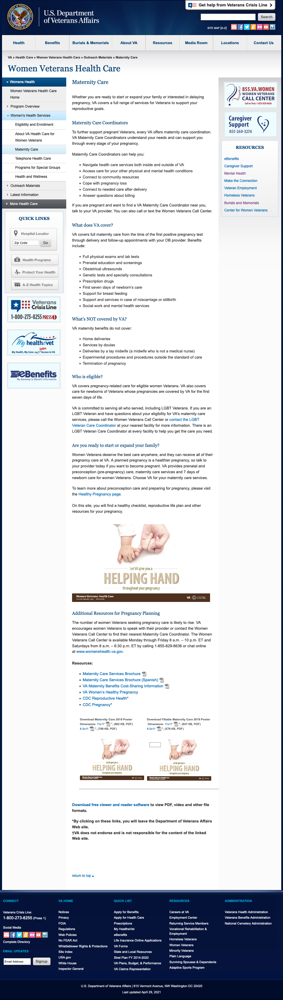 Get help from Veterans Crisis Line
U.S. Department
of Veterans Affairs
Search
SITE MAP [A-Z]
Health
Benefits
Burials & Memorials
About VA
Resources
Media Room
Locations
Contact Us
VA » Health Care » Women Veterans Health Care » Outreach Materials » Maternity Care
Women Veterans Health Care
Womens Health
Women Veterans Health Care
Home
Program Overview
Women's Health Services
Eligibility and Enrollment
About VA Health Care for
Women Veterans
Maternity Care
Telephone Health Care
Programs for Special Groups
Health and Wellness
Outreach Materials
Latest Information
More Health Care
QUICK LINKS
Hospital Locator
Zip Code
Go
Health Programs
Protect Your Health
A-Z Health Topics
Veterans
Crisis Line
1-800-273-8255 PRESS 1
My healthevet
Online
My Health, My Care: 24/7 Access to VA
eBenefits
My Gateway to Benefit Information
Maternity Care
Whether you are ready to start or expand your family or interested in delaying
pregnancy, VA covers a full range of services for Veterans to support your
reproductive goals.
Maternity Care Coordinators
To further support pregnant Veterans, every VA offers maternity care coordination.
VA Maternity Care Coordinators understand your needs and can support you
through every stage of your pregnancy.
Maternity Care Coordinators can help you:
• Navigate health care services both inside and outside of VA
• Access care for your other physical and mental health conditions
• Connect to community resources
• Cope with pregnancy loss
• Connect to needed care after delivery
• Answer questions about billing
If you are pregnant and want to find a VA Maternity Care Coordinator near you,
talk to your VA provider. You can also call or text the Women Veterans Call Center.
What does VA cover?
VA covers full maternity care from the time of the first positive pregnancy test
through delivery and follow-up appointments with your OB provider. Benefits
include:
• Full physical exams and lab tests
• Prenatal education and screenings
• Obstetrical ultrasounds
• Genetic tests and specialty consultations
• Prescription drugs
• First seven days of newborn's care
• Support for breast feeding
• Support and services in case of miscarriage or stillbirth
• Social work and mental health services
What's NOT covered by VA?
VA maternity benefits do not cover:
• Home deliveries
• Services by doulas
• Deliveries by a lay midwife (a midwife who is not a medical nurse)
• Experimental procedures and procedures outside the standard of care
• Termination of pregnancy
Who is eligible?
VA covers pregnancy-related care for eligible women Veterans. VA also covers
care for newborns of Veterans whose pregnancies are covered by VA for the first
seven days of life.
VA is committed to serving all who served, including LGBT Veterans. If you are an
LGBT Veteran and have questions about your eligibility for VA's maternity care
services, please call the Women Veterans Call Center or contact the LGBT
Veteran Care Coordinator at your nearest facility for more information. There is an
LGBT Veteran Care Coordinator at every facility to help you get the care you need.
Are you ready to start or expand your family?
Women Veterans deserve the best care anywhere, and they can receive all of their
pregnancy care at VA. A planned pregnancy is a healthier pregnancy, so talk to
your provider today if you want to become pregnant. VA provides prenatal and
preconception (pre-pregnancy) care, maternity care services and 7 days of
newborn care for women Veterans. Choose VA for your maternity care services.
To learn more about preconception care and preparing for pregnancy, please visit
the Healthy Pregnancy page.
On this site, you will find a healthy checklist, reproductive life plan and other
resources for your pregnancy.
Let VA give you a
HELPING HAND
throughout your pregnancy
Women Veterans Health Care
VA
Additional Resources for Pregnancy Planning
The number of women Veterans seeking pregnancy care is likely to rise. VA
encourages women Veterans to speak with their provider or contact the Women
Veterans Call Center to find their nearest Maternity Care Coordinator. The Women
Veterans Call Center is available Monday through Friday 8 a.m. – 10 p.m. ET and
Saturdays from 8 a.m. – 6:30 p.m. ET by calling 1-855-829-6636 or chat online
at www.womenshealth.va.gov.
Resources:
• Maternity Care Services Brochure
• Maternity Care Services Brochure (Spanish)
• VA Maternity Benefits Cost-Sharing Information
• VA Women's Healthy Pregnancy
• CDC Reproductive Health*
• CDC Pregnancy*
Download Maternity Care 2019 Poster
Dimensions: 11x17 *, (862 KB, PDF)
8.5x11 *, (788 KB, PDF)
Download Fillable Maternity Care 2019 Poster
Dimensions: 11x17 *, (647 KB, PDF)
8.5x11 *, (578 KB, PDF)
Let VA give you a
HELPING HAND
throughout your pregnancy
Women Veterans Health Care
Let VA give you a
HELPING HAND
throughout your pregnancy
Women Veterans Health Care
Download free viewer and reader software to view PDF, video and other file
formats.
*By clicking on these links, you will leave the Department of Veterans Affairs
Web site.
†VA does not endorse and is not responsible for the content of the linked
Web site.
return to top
855.VA.WOMEN
WOMEN VETERANS
CALL CENTER
Call or Text: 1-855-829-6636
Caregiver
Support
855-260-3274
RESOURCES
eBenefits
Caregiver Support
Mental Health
Make the Connection
Veteran Employment
Homeless Veterans
Burials and Memorials
Center for Women Veterans
CONNECT
Veterans Crisis Line:
1-800-273-8255 (Press 1)
Social Media
Complete Directory
EMAIL UPDATES
Email Address
Signup
VA HOME
Notices
Privacy
FOIA
Regulations
Web Policies
No FEAR Act
Whistleblower Rights & Protections
Site Index
USA.gov
White House
Inspector General
QUICK LIST
Apply for Benefits
Apply for Health Care
Prescriptions
My HealtheVet
eBenefits
Life Insurance Online Applications
VA Forms
State and Local Resources
Strat Plan FY 2014-2020
VA Plans, Budget, & Performance
VA Claims Representation
RESOURCES
Careers at VA
Employment Center
Returning Service Members
Vocational Rehabilitation &
Employment
Homeless Veterans
Women Veterans
Minority Veterans
Plain Language
Surviving Spouses & Dependents
Adaptive Sports Program
ADMINISTRATION
Veterans Health Administration
Veterans Benefits Administration
National Cemetery Administration
U.S. Department of Veterans Affairs | 810 Vermont Avenue, NW Washington DC 20420
Last updated April 29, 2021